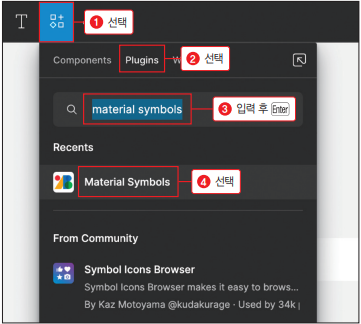 T
1 선택
Components Plugins W
2 선택
material symbols
3 입력 후 Enter
Recents
Material Symbols
4 선택
From Community
Symbol Icons Browser
Symbol Icons Browser makes it easy to brows...
By Kaz Motoyama @kudakurage · Used by 34k